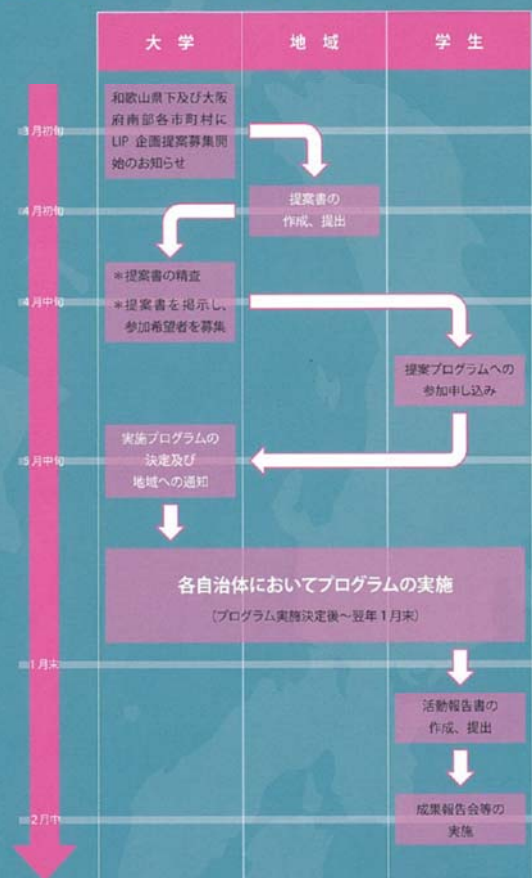 大学 地域 学生
和歌山県下及び大阪
府南部各市町村に
LIP 企画提案募集開
始のお知らせ
3月初旬
提案書の
作成、提出
4月初旬
＊提案書の精査
＊提案書を掲示し、
参加希望者を募集
4月中旬
提案プログラムへの
参加申し込み
実施プログラムの
決定及び
地域への通知
5月中旬
各自治体においてプログラムの実施
(プログラム実施決定後～翌年1月末)
1月末
活動報告書の
作成、提出
成果報告会等の
実施
2月中